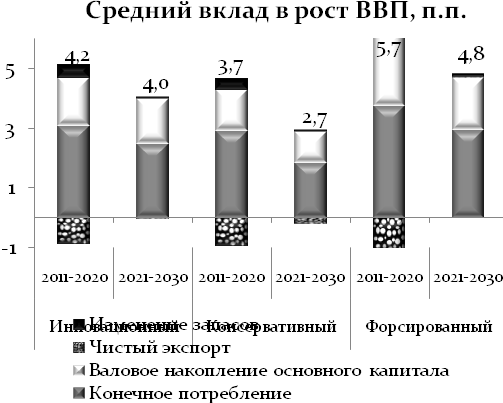 Средний вклад в рост ВВП, п.п.
4,2
4,0
3,7
2,7
5,7
4,8
5
3
1
-1
2011-2020 2021-2030 2011-2020 2021-2030 2011-2020 2021-2030
Инновационный Консервативный Форсированный
Изменение запасов
Чистый экспорт
Валовое накопление основного капитала
Конечное потребление